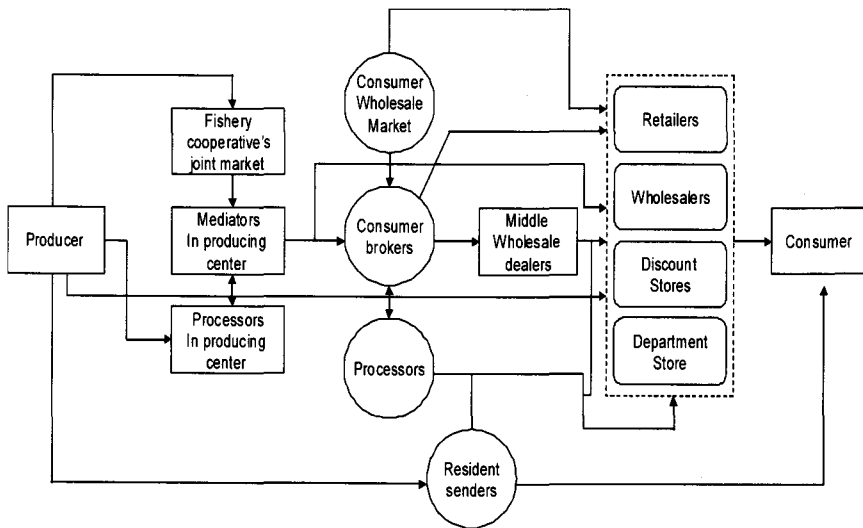 Consumer
Wholesale
Market
Fishery
cooperative's
joint market
Retailers
Wholesalers
Producer
Mediators
In producing
center
Consumer
brokers
Middle
Wholesale
dealers
Consumer
Discount
Stores
Processors
In producing
center
Processors
Department
Store
Resident
senders